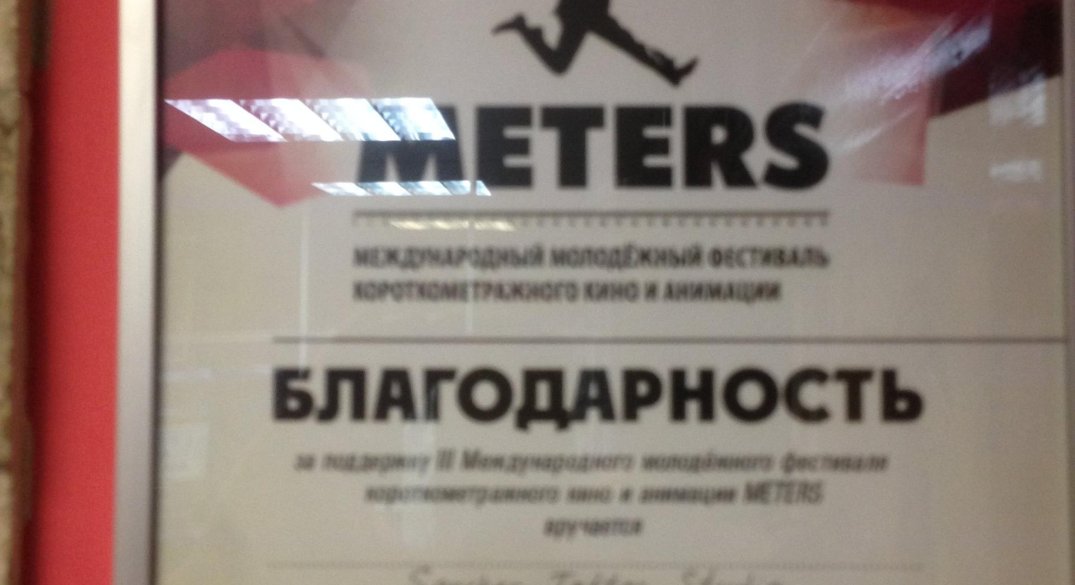 METERS
МЕЖДУНАРОДНЫЙ МОЛОДЁЖНЫЙ ФЕСТИВАЛЬ
КОРОТКОМЕТРАЖНОГО КИНО И АНИМАЦИИ
БЛАГОДАРНОСТЬ
за поддержку III Международного молодёжного фестиваля
короткометражного кино и анимации METERS
вручается